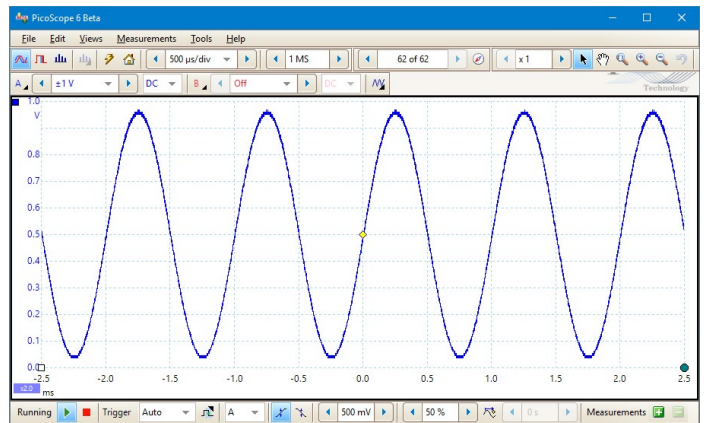 PicoScope 6 Beta
File Edit Views Measurements Tools Help
500 µs/div 1 MS 62 of 62 x 1
A ±1 V DC B Off DC Technology
1.0
V
0.8
0.7
0.6
0.5
0.4
0.3
0.2
0.1
0.0
-2.5 -2.0 -1.5 -1.0 -0.5 0.0 0.5 1.0 1.5 2.0 2.5
x2.0 ms
Running Trigger Auto A 500 mV 50 % 0 s Measurements